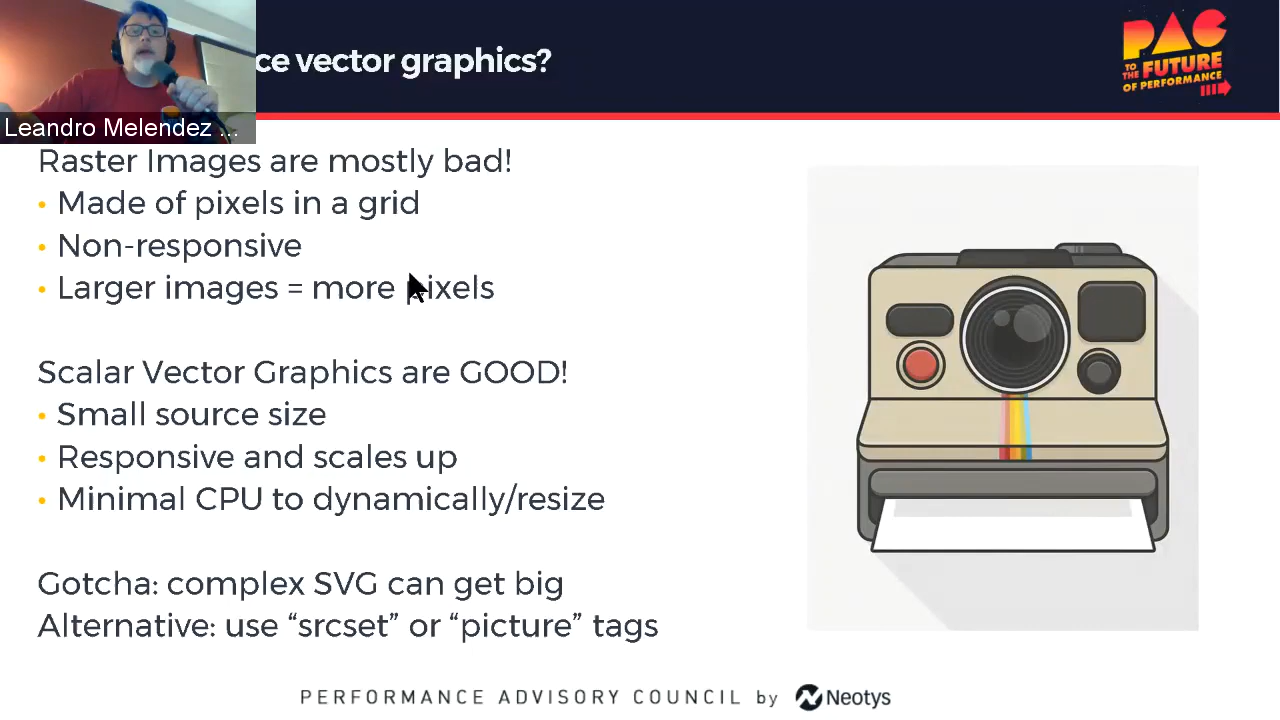 ce vector graphics?
PAC
TO THE FUTURE
OF PERFORMANCE
Leandro Melendez ...
Raster Images are mostly bad!
• Made of pixels in a grid
• Non-responsive
• Larger images = more pixels
Scalar Vector Graphics are GOOD!
• Small source size
• Responsive and scales up
• Minimal CPU to dynamically/resize
Gotcha: complex SVG can get big
Alternative: use “srcset” or “picture” tags
PERFORMANCE ADVISORY COUNCIL by Neotys